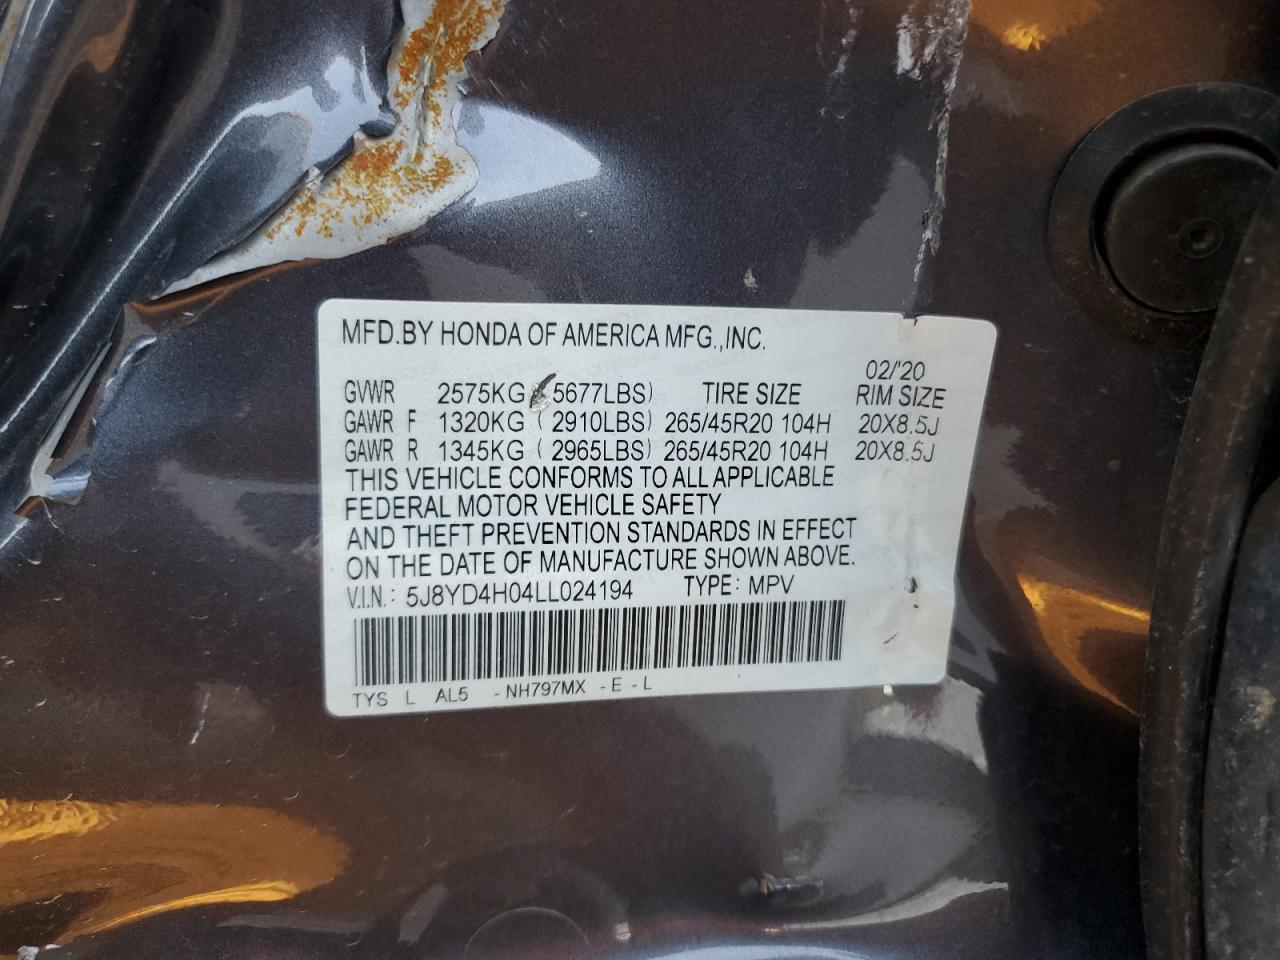 MFD.BY HONDA OF AMERICA MFG.,INC.
02/'20
GVWR 2575KG ( 5677LBS) TIRE SIZE RIM SIZE
GAWR F 1320KG ( 2910LBS) 265/45R20 104H 20X8.5J
GAWR R 1345KG ( 2965LBS) 265/45R20 104H 20X8.5J
THIS VEHICLE CONFORMS TO ALL APPLICABLE
FEDERAL MOTOR VEHICLE SAFETY
AND THEFT PREVENTION STANDARDS IN EFFECT
ON THE DATE OF MANUFACTURE SHOWN ABOVE.
V.I.N.: 5J8YD4H04LL024194 TYPE: MPV
TYS L AL5 -NH797MX -E -L